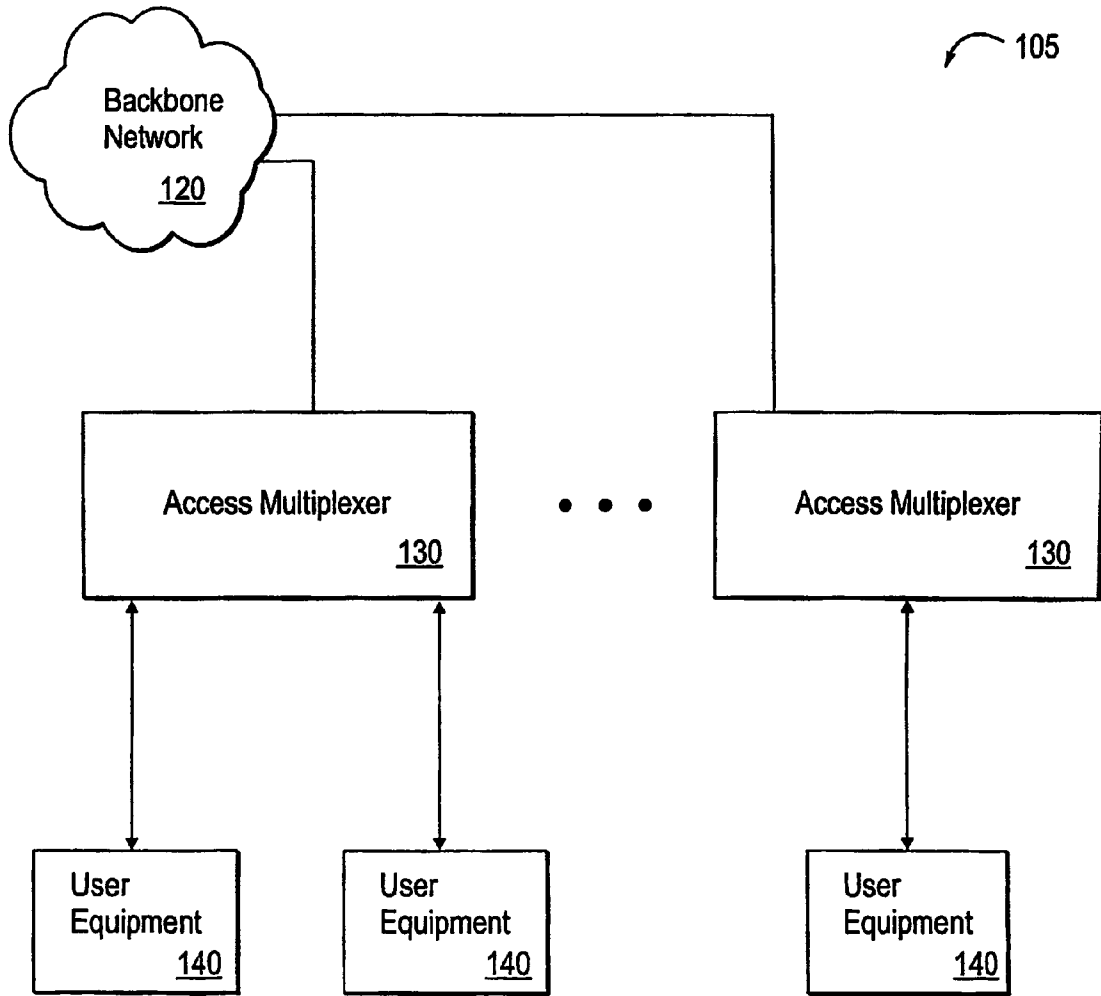 105
Backbone
Network
120
Access Multiplexer
130
Access Multiplexer
130
User
Equipment
140
User
Equipment
140
User
Equipment
140